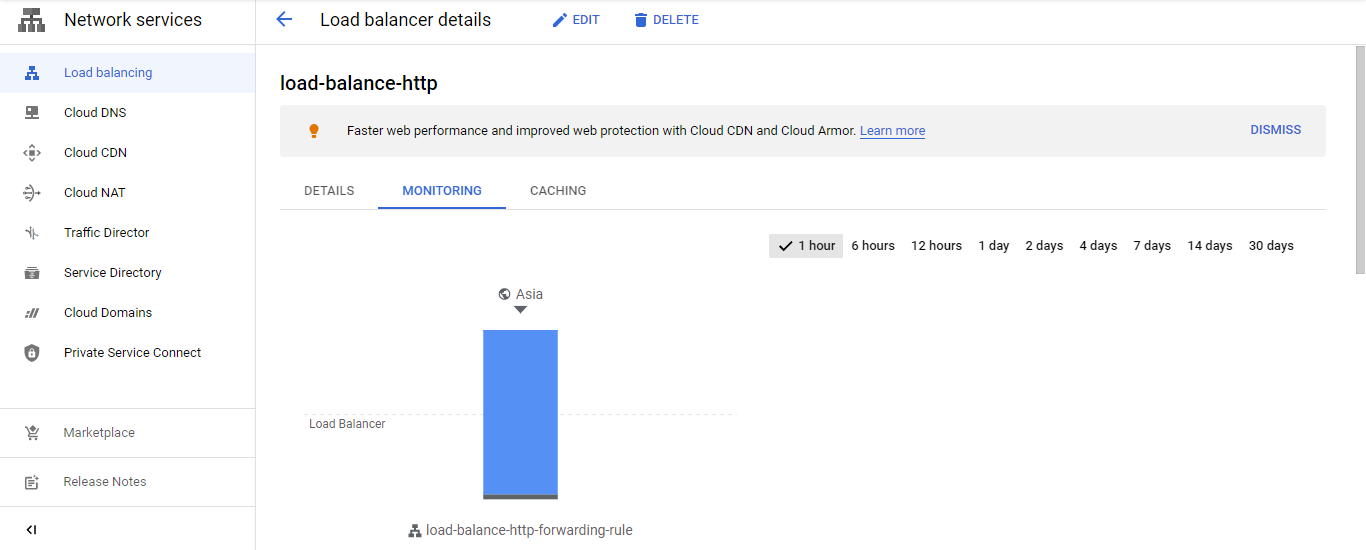 Network services
Load balancer details
EDIT
DELETE
Load balancing
Cloud DNS
Cloud CDN
Cloud NAT
Traffic Director
Service Directory
Cloud Domains
Private Service Connect
Marketplace
Release Notes
load-balance-http
Faster web performance and improved web protection with Cloud CDN and Cloud Armor. Learn more
DISMISS
DETAILS
MONITORING
CACHING
1 hour 6 hours 12 hours 1 day 2 days 4 days 7 days 14 days 30 days
Asia
Load Balancer
load-balance-http-forwarding-rule